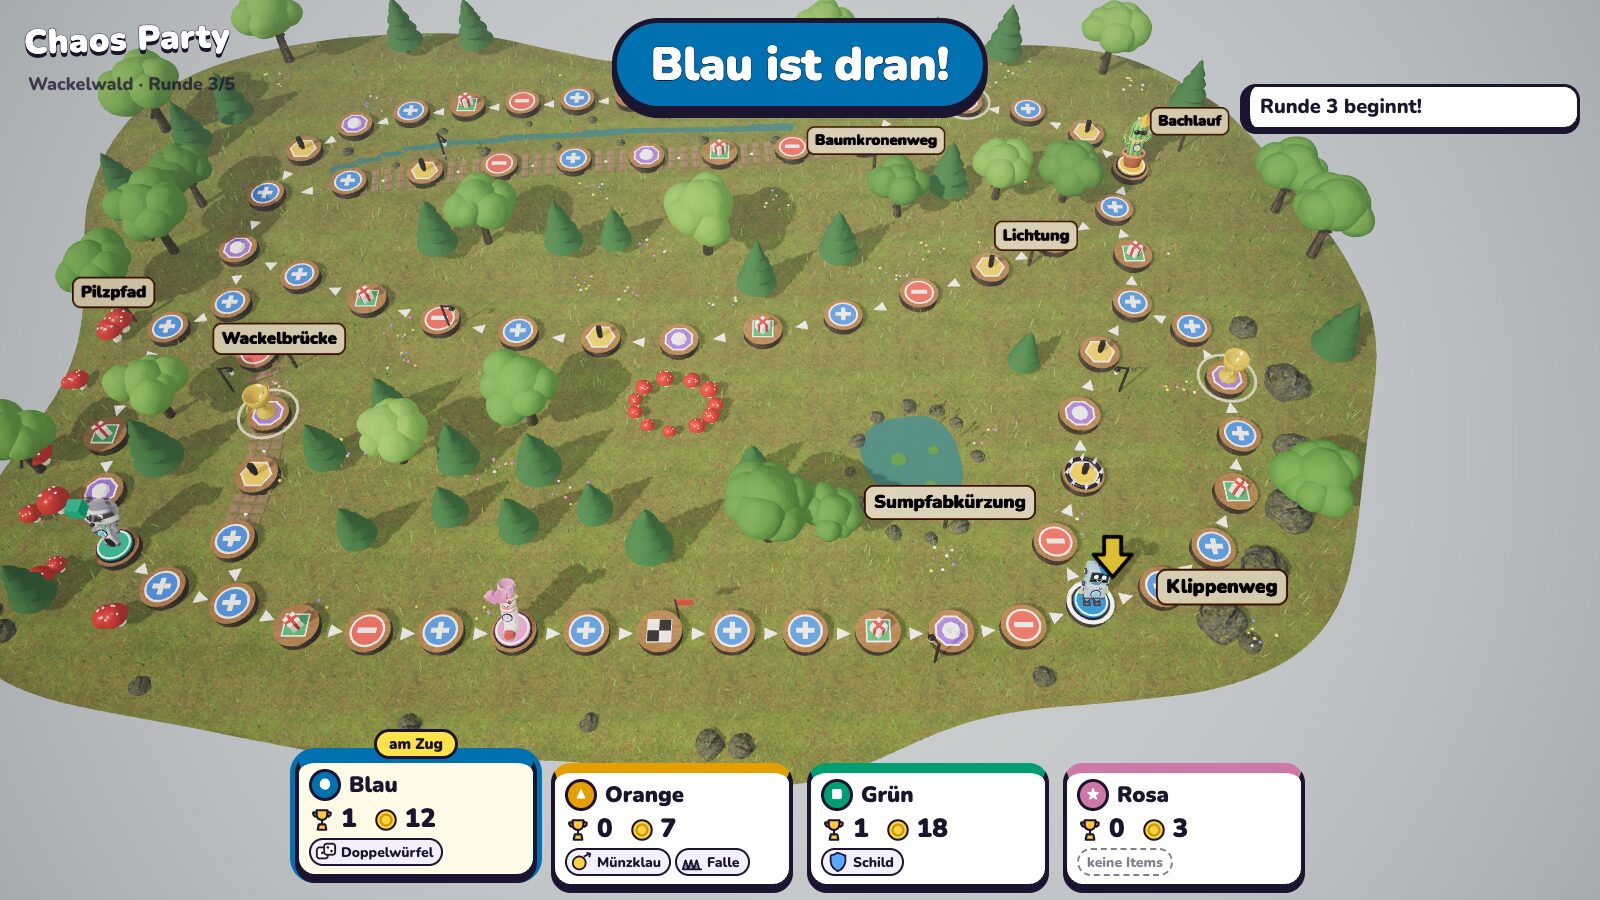 Chaos Party
Wackelwald · Runde 3/5
Blau ist dran!
Runde 3 beginnt!
Bachlauf
Baumkronenweg
Lichtung
Pilzpfad
Wackelbrücke
Sumpfabkürzung
Klippenweg
am Zug
Blau
1 12
Doppelwürfel
Orange
0 7
Münzklau Falle
Grün
1 18
Schild
Rosa
0 3
keine Items